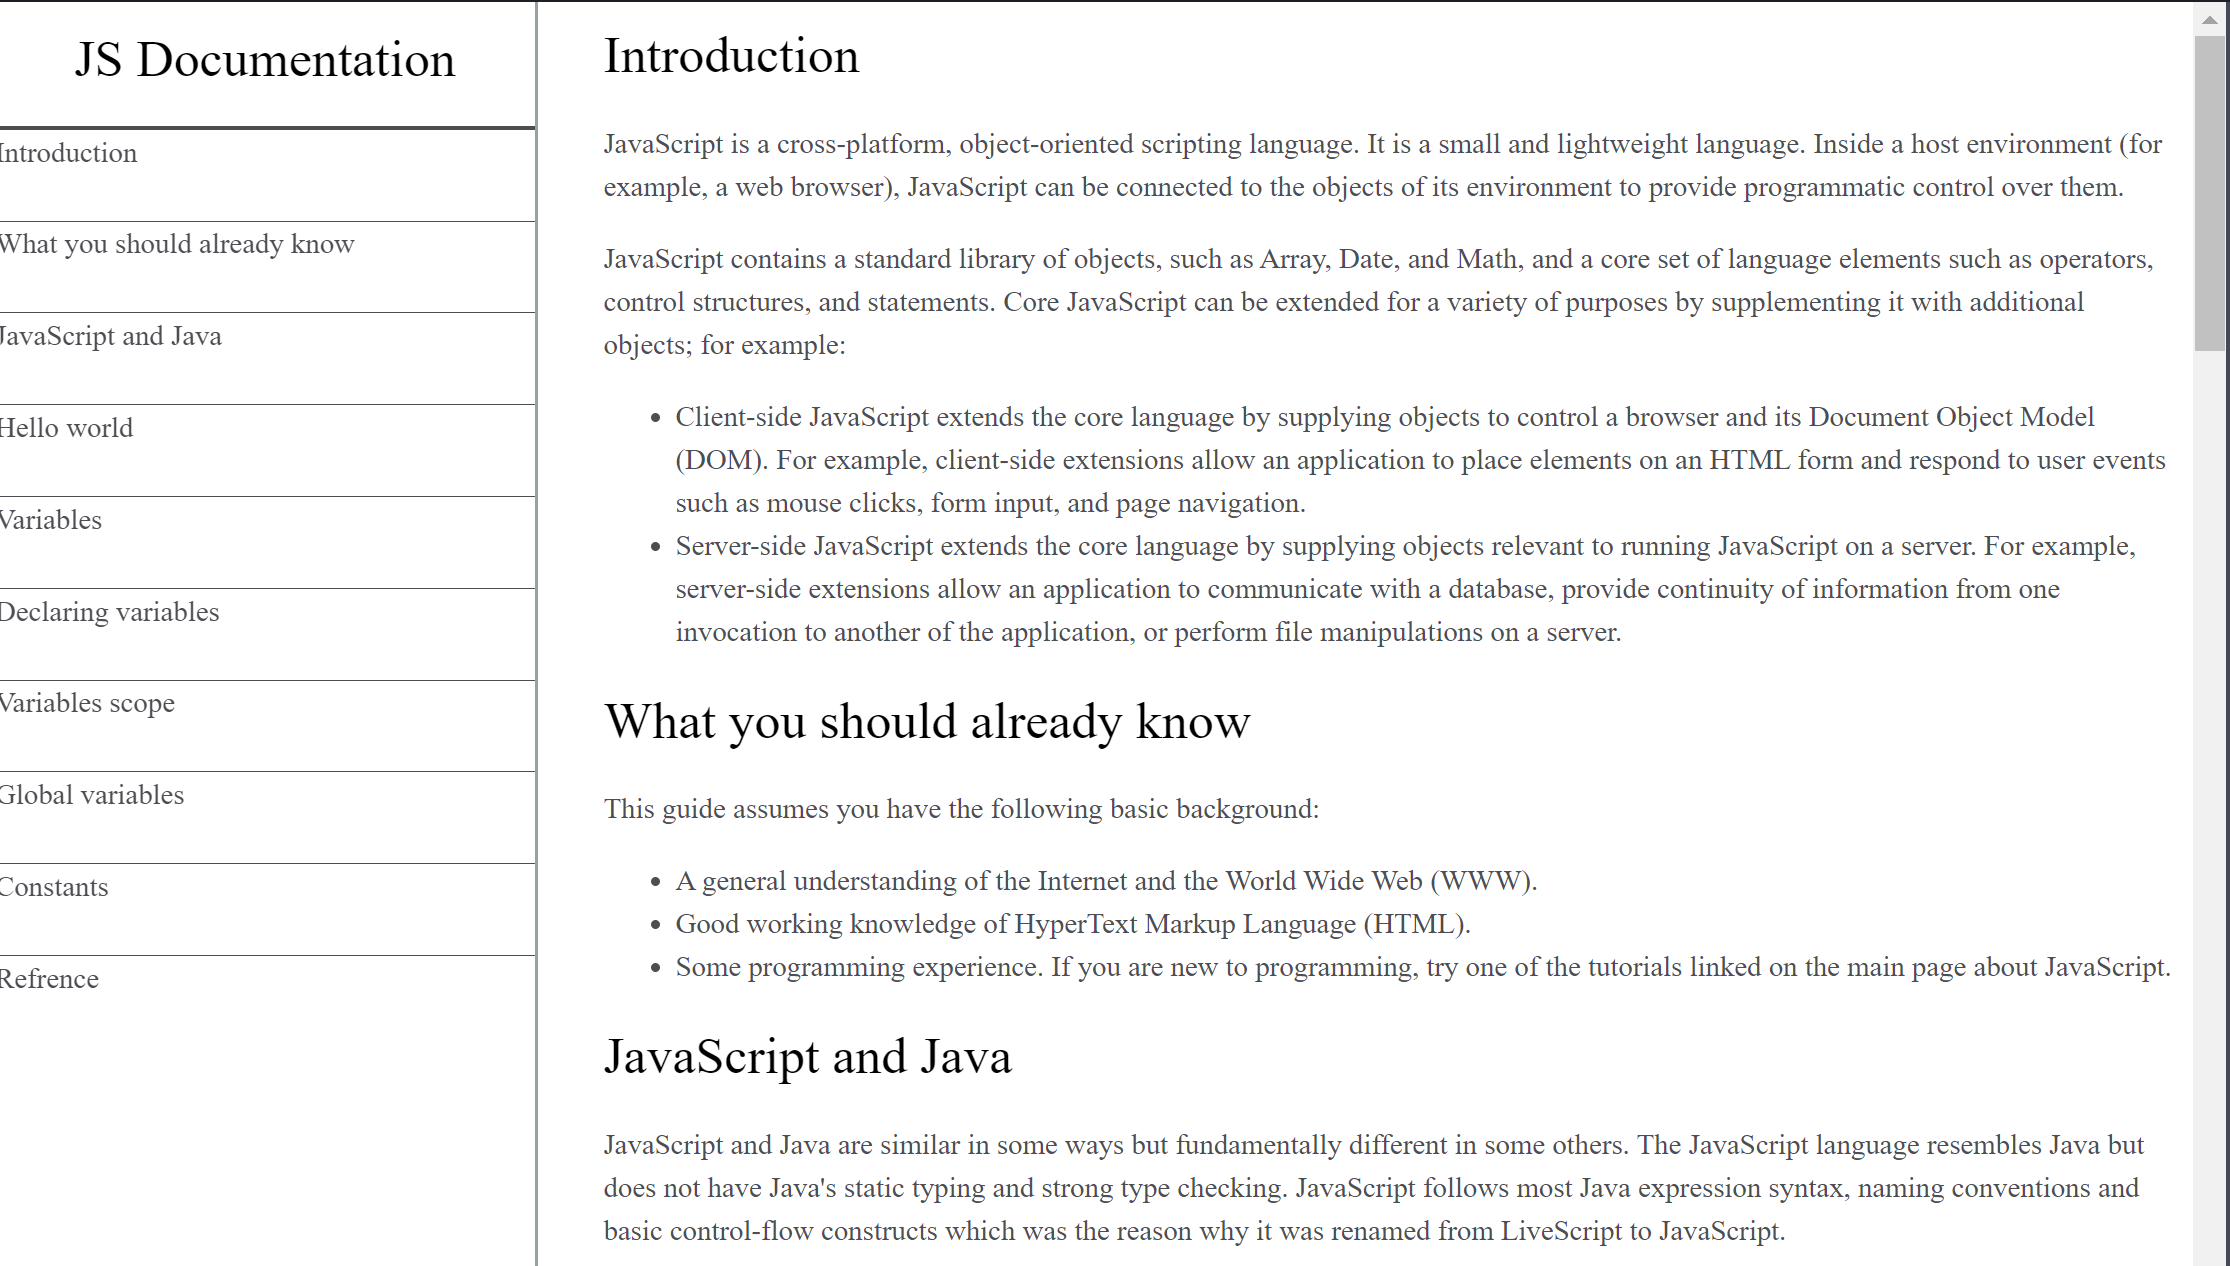 JS Documentation
Introduction
What you should already know
JavaScript and Java
Hello world
Variables
Declaring variables
Variables scope
Global variables
Constants
Refrence
Introduction
JavaScript is a cross-platform, object-oriented scripting language. It is a small and lightweight language. Inside a host environment (for
example, a web browser), JavaScript can be connected to the objects of its environment to provide programmatic control over them.
JavaScript contains a standard library of objects, such as Array, Date, and Math, and a core set of language elements such as operators,
control structures, and statements. Core JavaScript can be extended for a variety of purposes by supplementing it with additional
objects; for example:
• Client-side JavaScript extends the core language by supplying objects to control a browser and its Document Object Model
(DOM). For example, client-side extensions allow an application to place elements on an HTML form and respond to user events
such as mouse clicks, form input, and page navigation.
• Server-side JavaScript extends the core language by supplying objects relevant to running JavaScript on a server. For example,
server-side extensions allow an application to communicate with a database, provide continuity of information from one
invocation to another of the application, or perform file manipulations on a server.
What you should already know
This guide assumes you have the following basic background:
• A general understanding of the Internet and the World Wide Web (WWW).
• Good working knowledge of HyperText Markup Language (HTML).
• Some programming experience. If you are new to programming, try one of the tutorials linked on the main page about JavaScript.
JavaScript and Java
JavaScript and Java are similar in some ways but fundamentally different in some others. The JavaScript language resembles Java but
does not have Java's static typing and strong type checking. JavaScript follows most Java expression syntax, naming conventions and
basic control-flow constructs which was the reason why it was renamed from LiveScript to JavaScript.